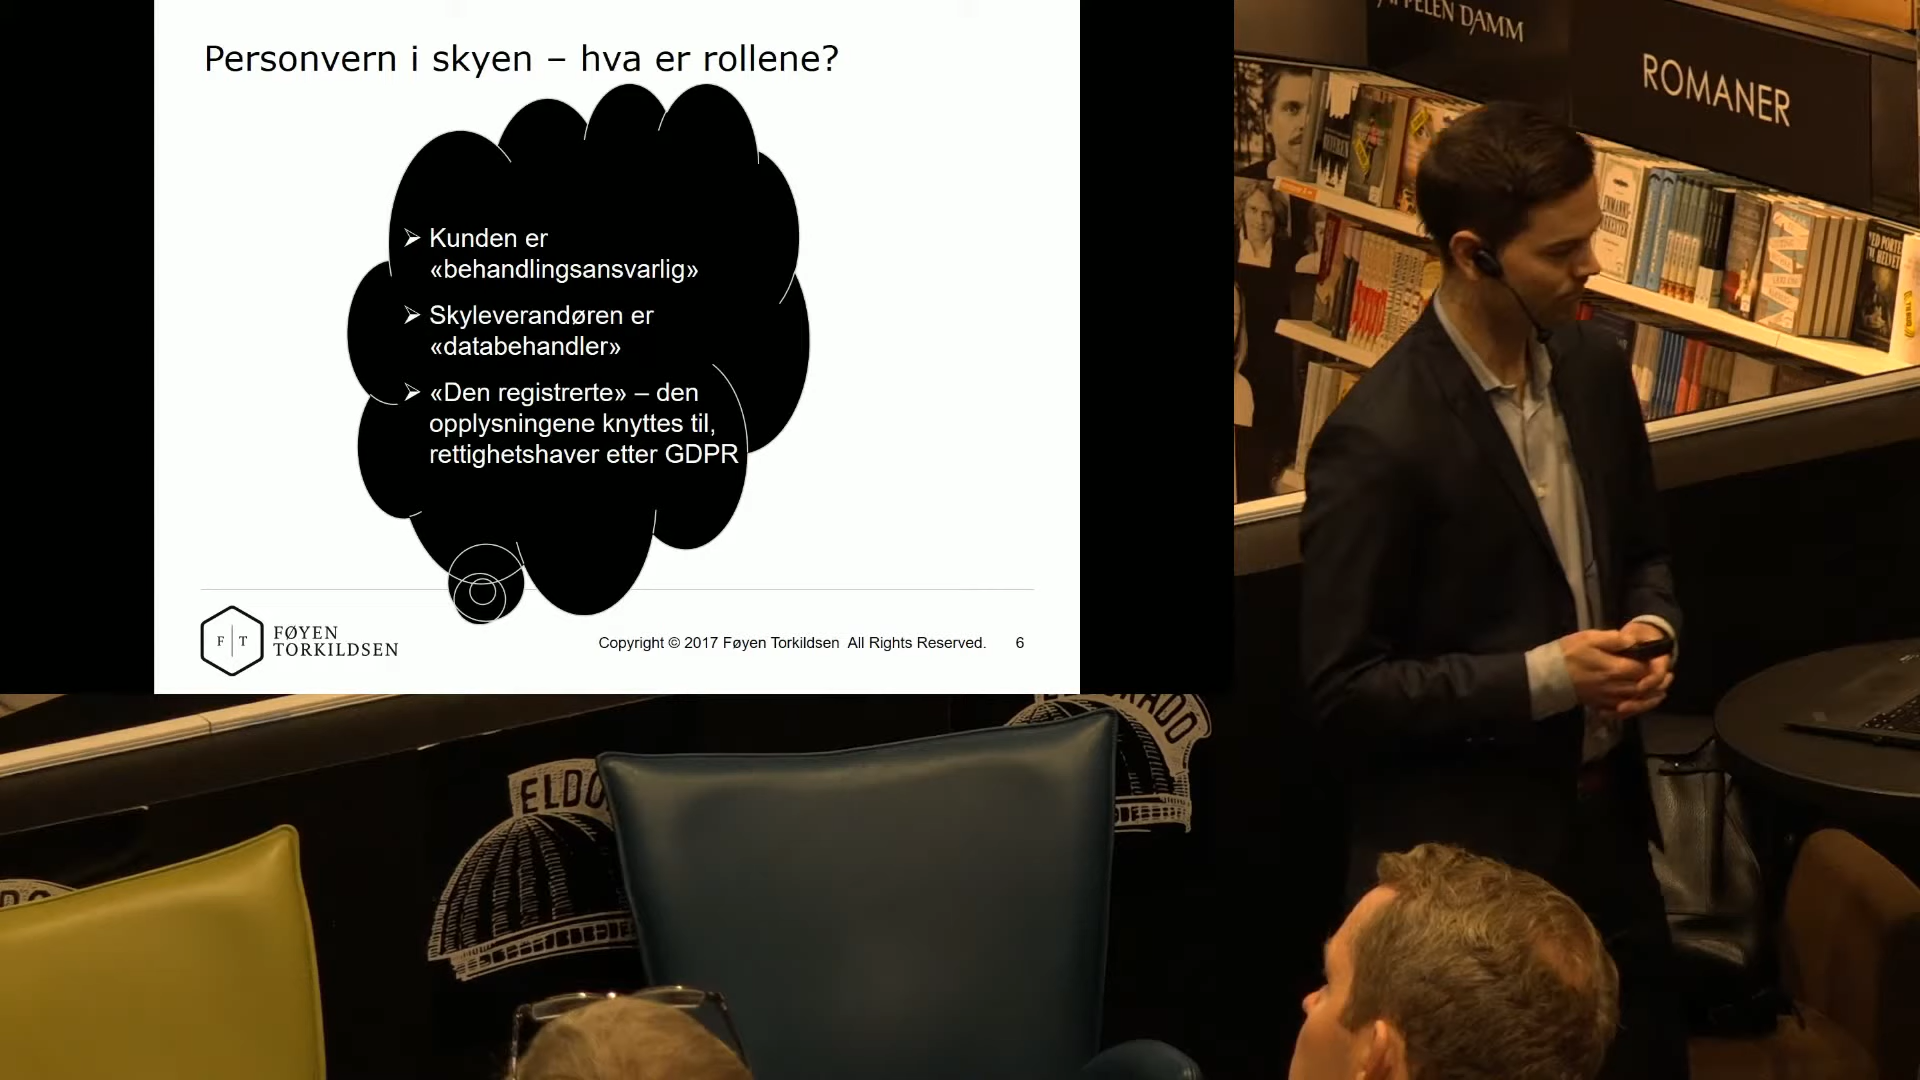 Personvern i skyen – hva er rollene?
➢ Kunden er
«behandlingsansvarlig»
➢ Skyleverandøren er
«databehandler»
➢ «Den registrerte» – den
opplysningene knyttes til,
rettighetshaver etter GDPR
F T
FØYEN
TORKILDSEN
Copyright © 2017 Føyen Torkildsen All Rights Reserved. 6
DAMM
ROMANER
ELDO